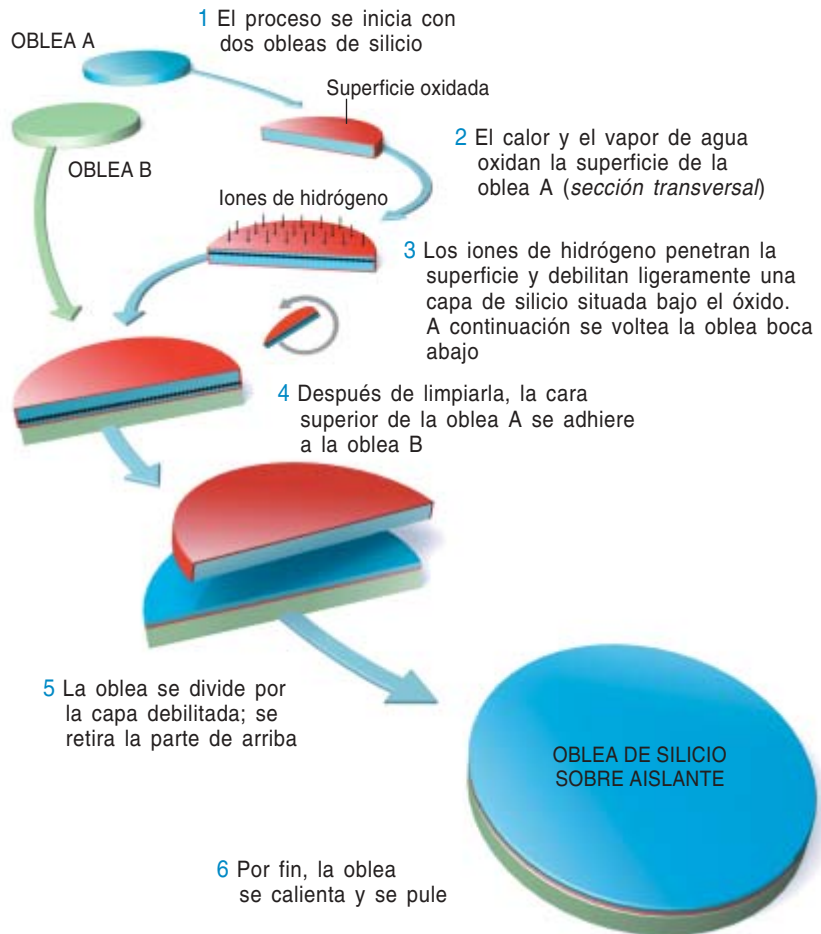 1 El proceso se inicia con
dos obleas de silicio
OBLEA A
Superficie oxidada
OBLEA B
2 El calor y el vapor de agua
oxidan la superficie de la
oblea A (sección transversal)
Iones de hidrógeno
3 Los iones de hidrógeno penetran la
superficie y debilitan ligeramente una
capa de silicio situada bajo el óxido.
A continuación se voltea la oblea boca
abajo
4 Después de limpiarla, la cara
superior de la oblea A se adhiere
a la oblea B
5 La oblea se divide por
la capa debilitada; se
retira la parte de arriba
OBLEA DE SILICIO
SOBRE AISLANTE
6 Por fin, la oblea
se calienta y se pule